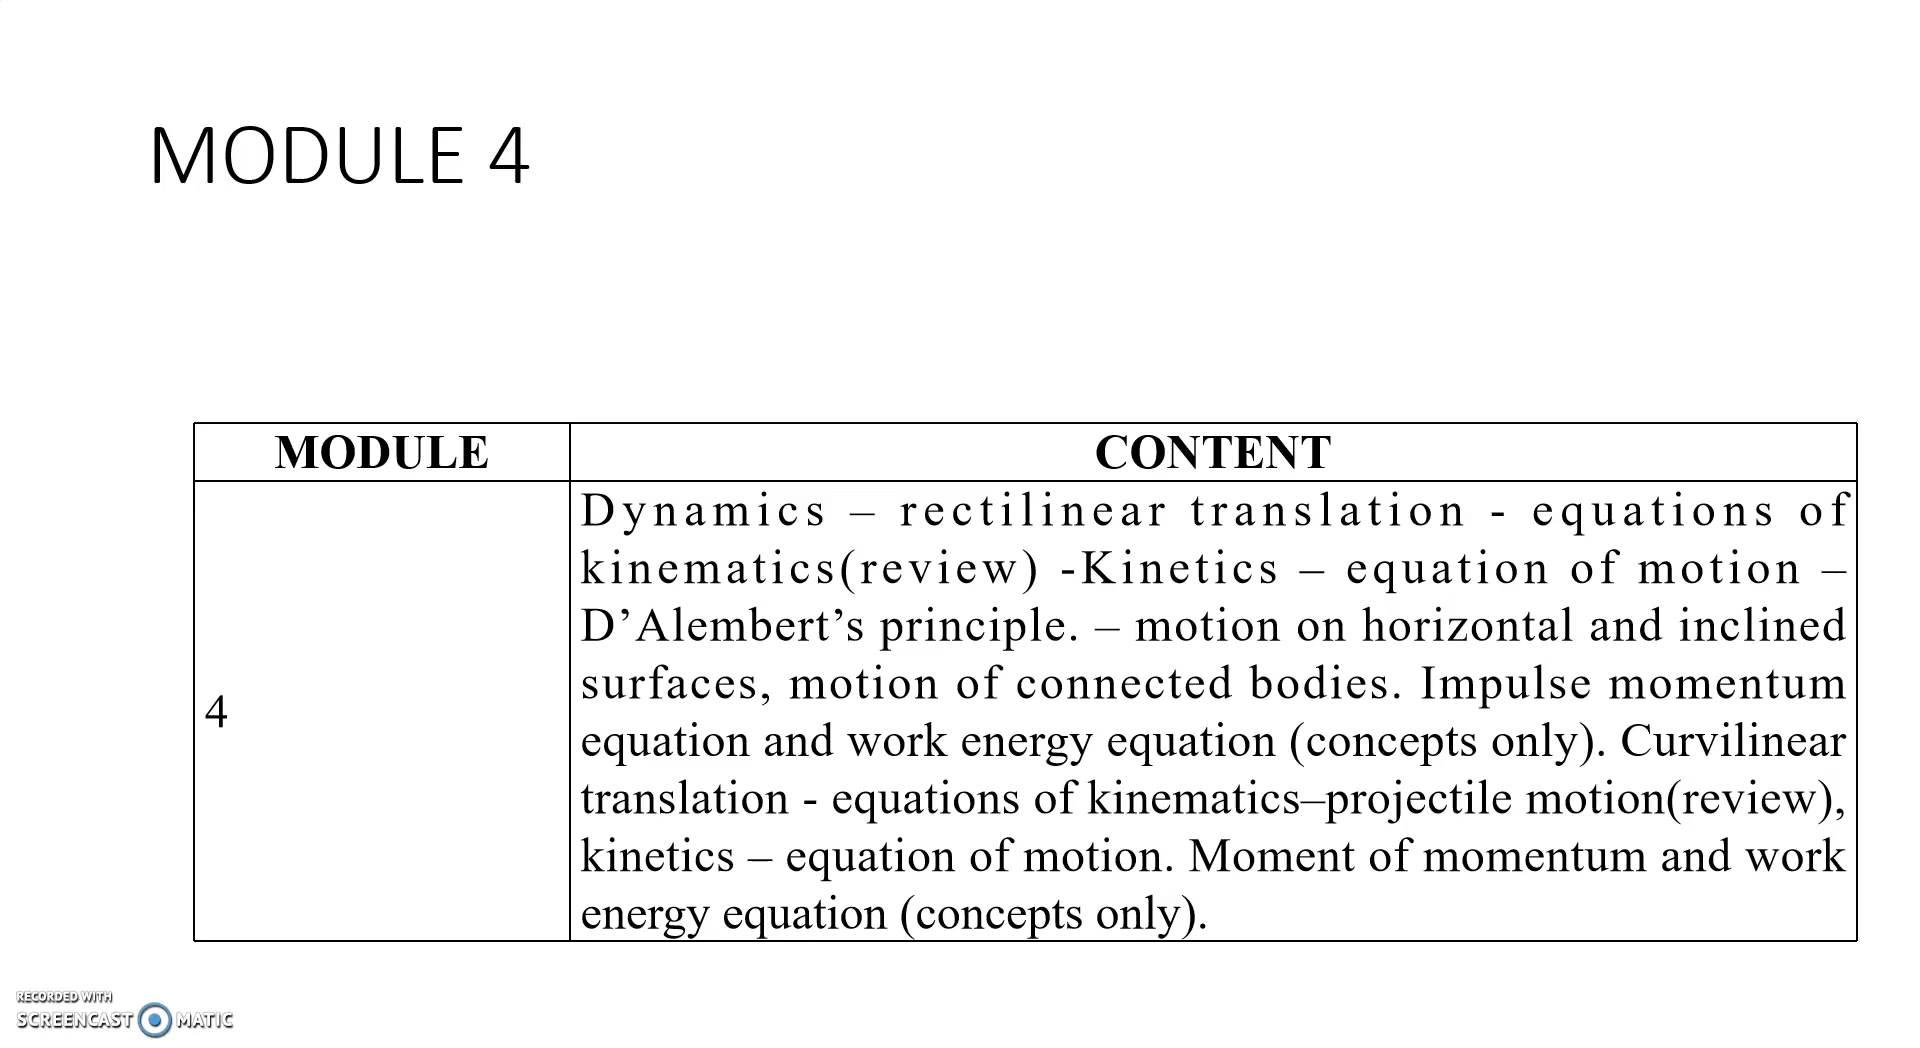 MODULE 4
MODULE CONTENT
4
Dynamics – rectilinear translation - equations of
kinematics(review) -Kinetics – equation of motion –
D’Alembert’s principle. – motion on horizontal and inclined
surfaces, motion of connected bodies. Impulse momentum
equation and work energy equation (concepts only). Curvilinear
translation - equations of kinematics–projectile motion(review),
kinetics – equation of motion. Moment of momentum and work
energy equation (concepts only).
RECORDED WITH
SCREENCAST MATIC